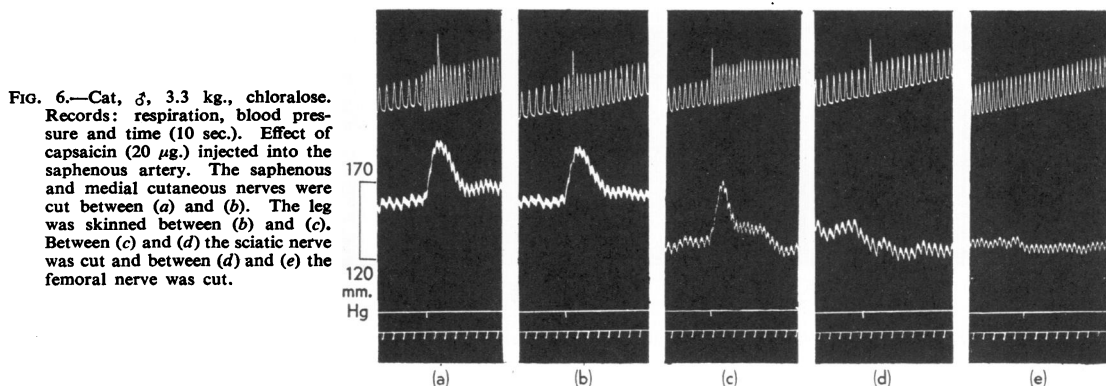 FIG. 6.—Cat, ♂, 3.3 kg., chloralose.
Records: respiration, blood pres-
sure and time (10 sec.). Effect of
capsaicin (20 μg.) injected into the
saphenous artery. The saphenous
and medial cutaneous nerves were
cut between (a) and (b). The leg
was skinned between (b) and (c).
Between (c) and (d) the sciatic nerve
was cut and between (d) and (e) the
femoral nerve was cut.
170
120
mm.
Hg
(a) (b) (c) (d) (e)